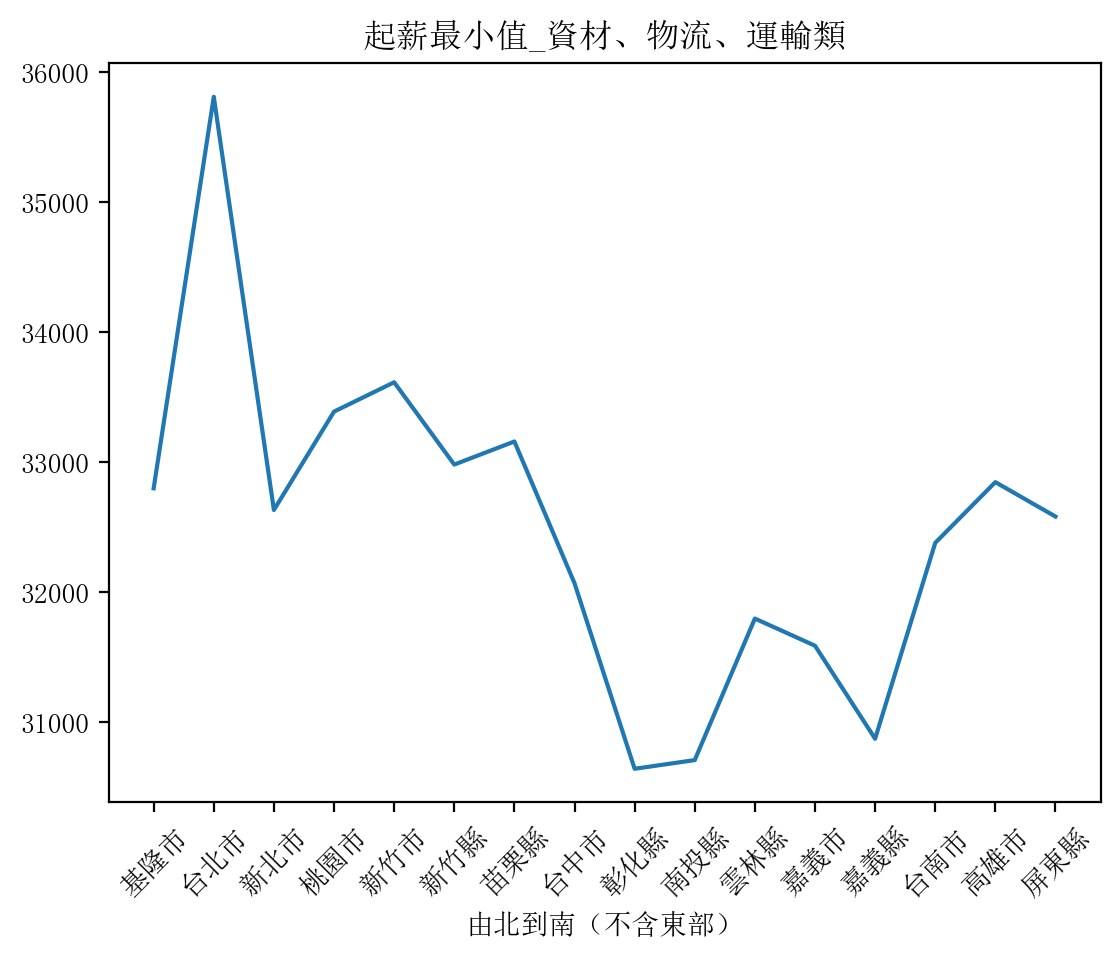 起薪最小值_資材、物流、運輸類
36000
35000
34000
33000
32000
31000
基隆市
台北市
新北市
桃園市
新竹市
新竹縣
苗栗縣
台中市
彰化縣
南投縣
雲林縣
嘉義市
嘉義縣
台南市
高雄市
屏東縣
由北到南（不含東部）